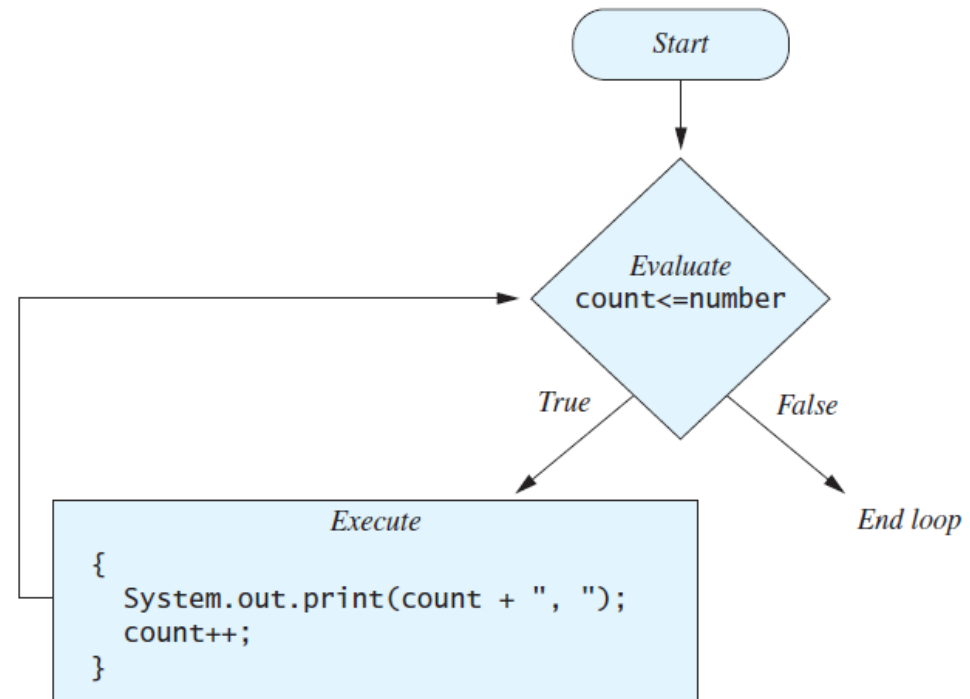 Start
Evaluate
count<=number
True
False
End loop
Execute
{
System.out.print(count + ", ");
count++;
}